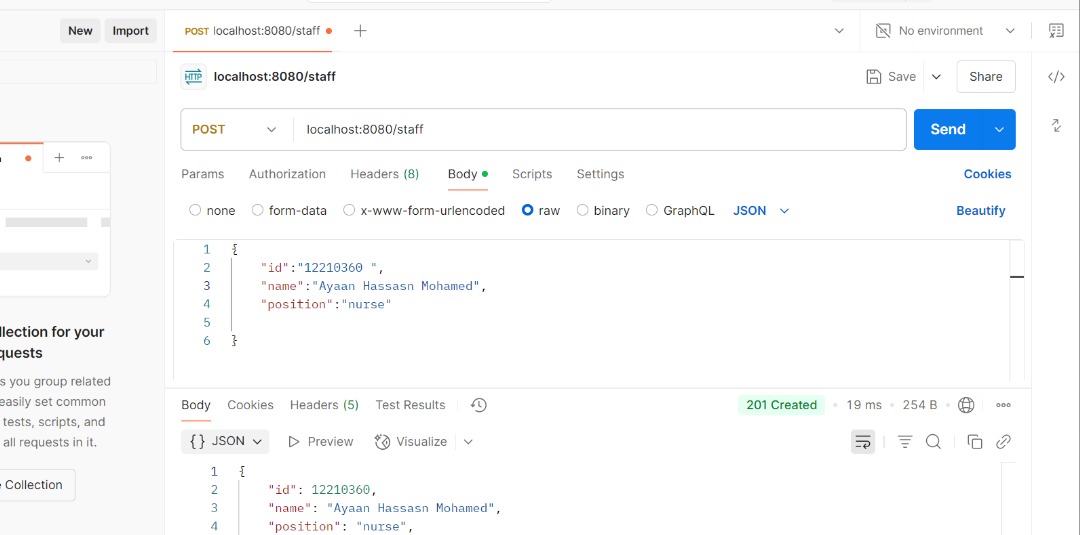 New Import POST localhost:8080/staff No environment
HTTP localhost:8080/staff Save Share
POST localhost:8080/staff Send
Params Authorization Headers (8) Body Scripts Settings Cookies
none form-data x-www-form-urlencoded raw binary GraphQL JSON Beautify
1 {
2 "id":"12210360 ",
3 "name":"Ayaan Hassasn Mohamed",
4 "position":"nurse"
5
6 }
llection for your
quests
s you group related
easily set common
tests, scripts, and
all requests in it.
Collection
Body Cookies Headers (5) Test Results 201 Created 19 ms 254 B
{} JSON Preview Visualize
1 {
2 "id": 12210360,
3 "name": "Ayaan Hassasn Mohamed",
4 "position": "nurse",